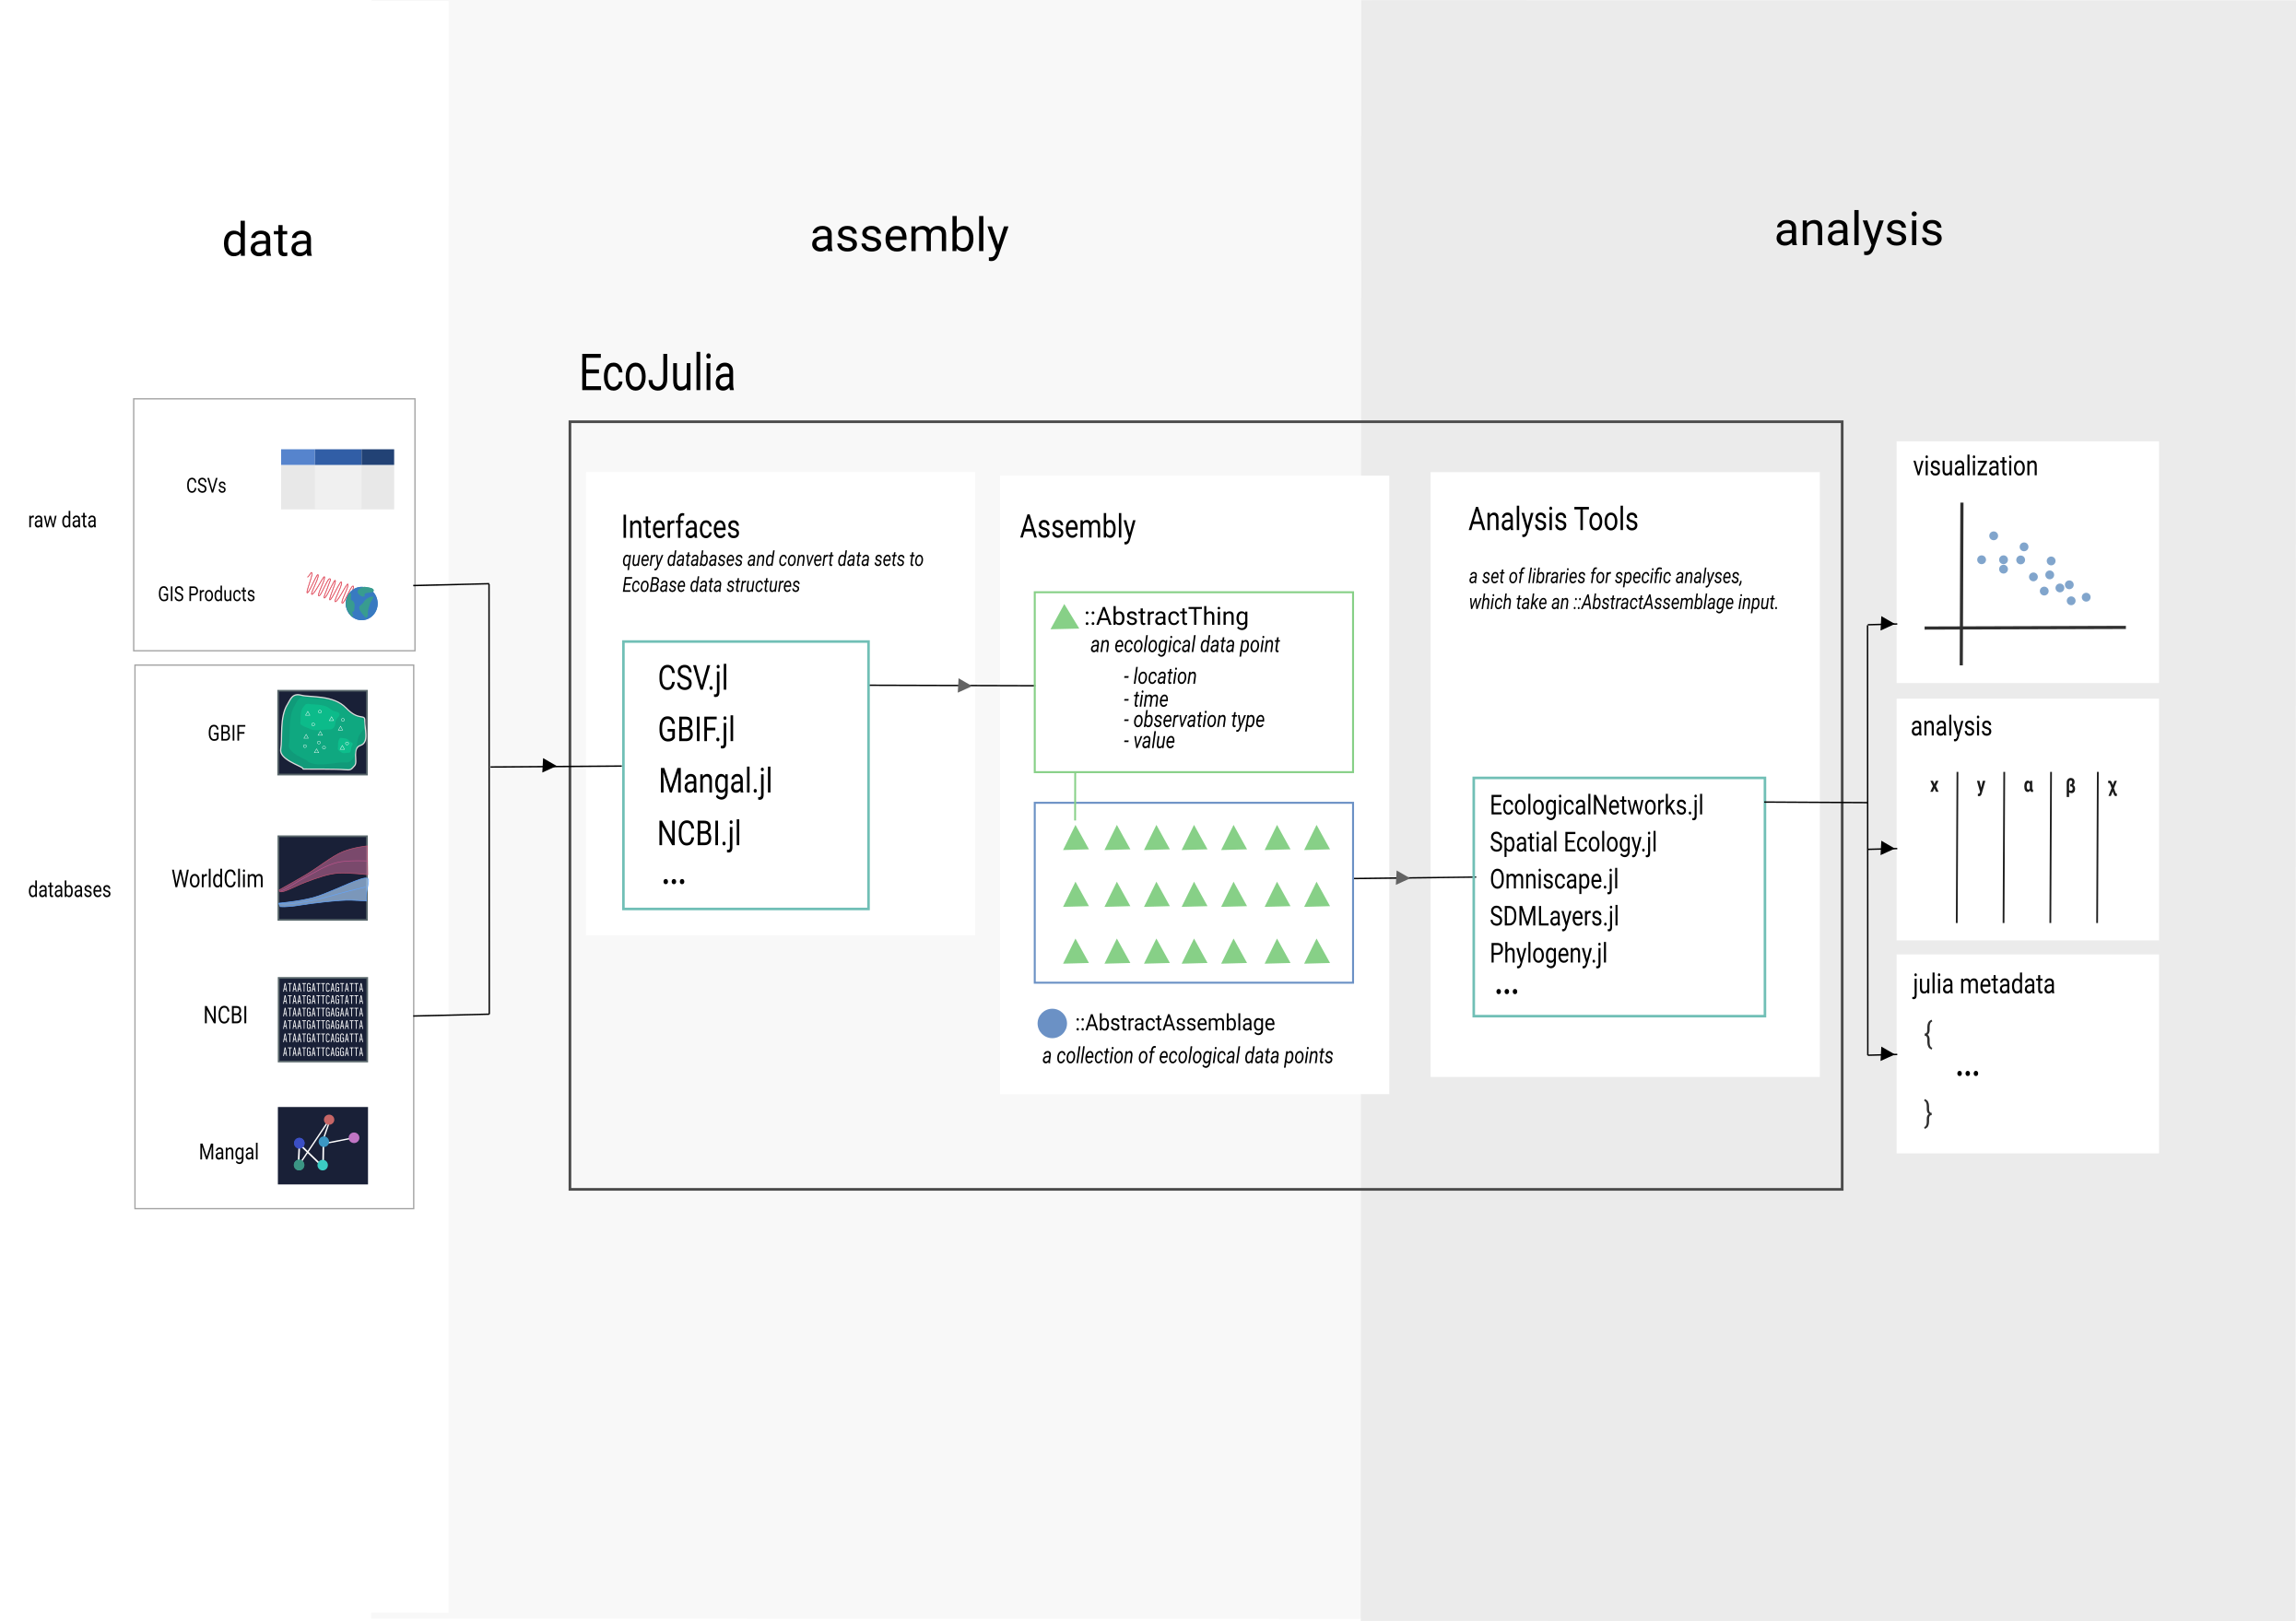 data
assembly
analysis
EcoJulia
raw data
CSVs
GIS Products
databases
GBIF
WorldClim
NCBI
ATAATGATTCAGTATTA
ATAATGATTCAGTATTA
ATAATGATTGAGAATTA
ATAATGATTGAGAATTA
ATAATGATTCAGGATTA
ATAATGATTCAGGATTA
Mangal
Interfaces
query databases and convert data sets to
EcoBase data structures
CSV.jl
GBIF.jl
Mangal.jl
NCBI.jl
...
Assembly
::AbstractThing
an ecological data point
- location
- time
- observation type
- value
::AbstractAssemblage
a collection of ecological data points
Analysis Tools
a set of libraries for specific analyses,
which take an ::AbstractAssemblage input.
EcologicalNetworks.jl
Spatial Ecology.jl
Omniscape.jl
SDMLayers.jl
Phylogeny.jl
...
visualization
analysis
x y α β χ
julia metadata
{
...
}